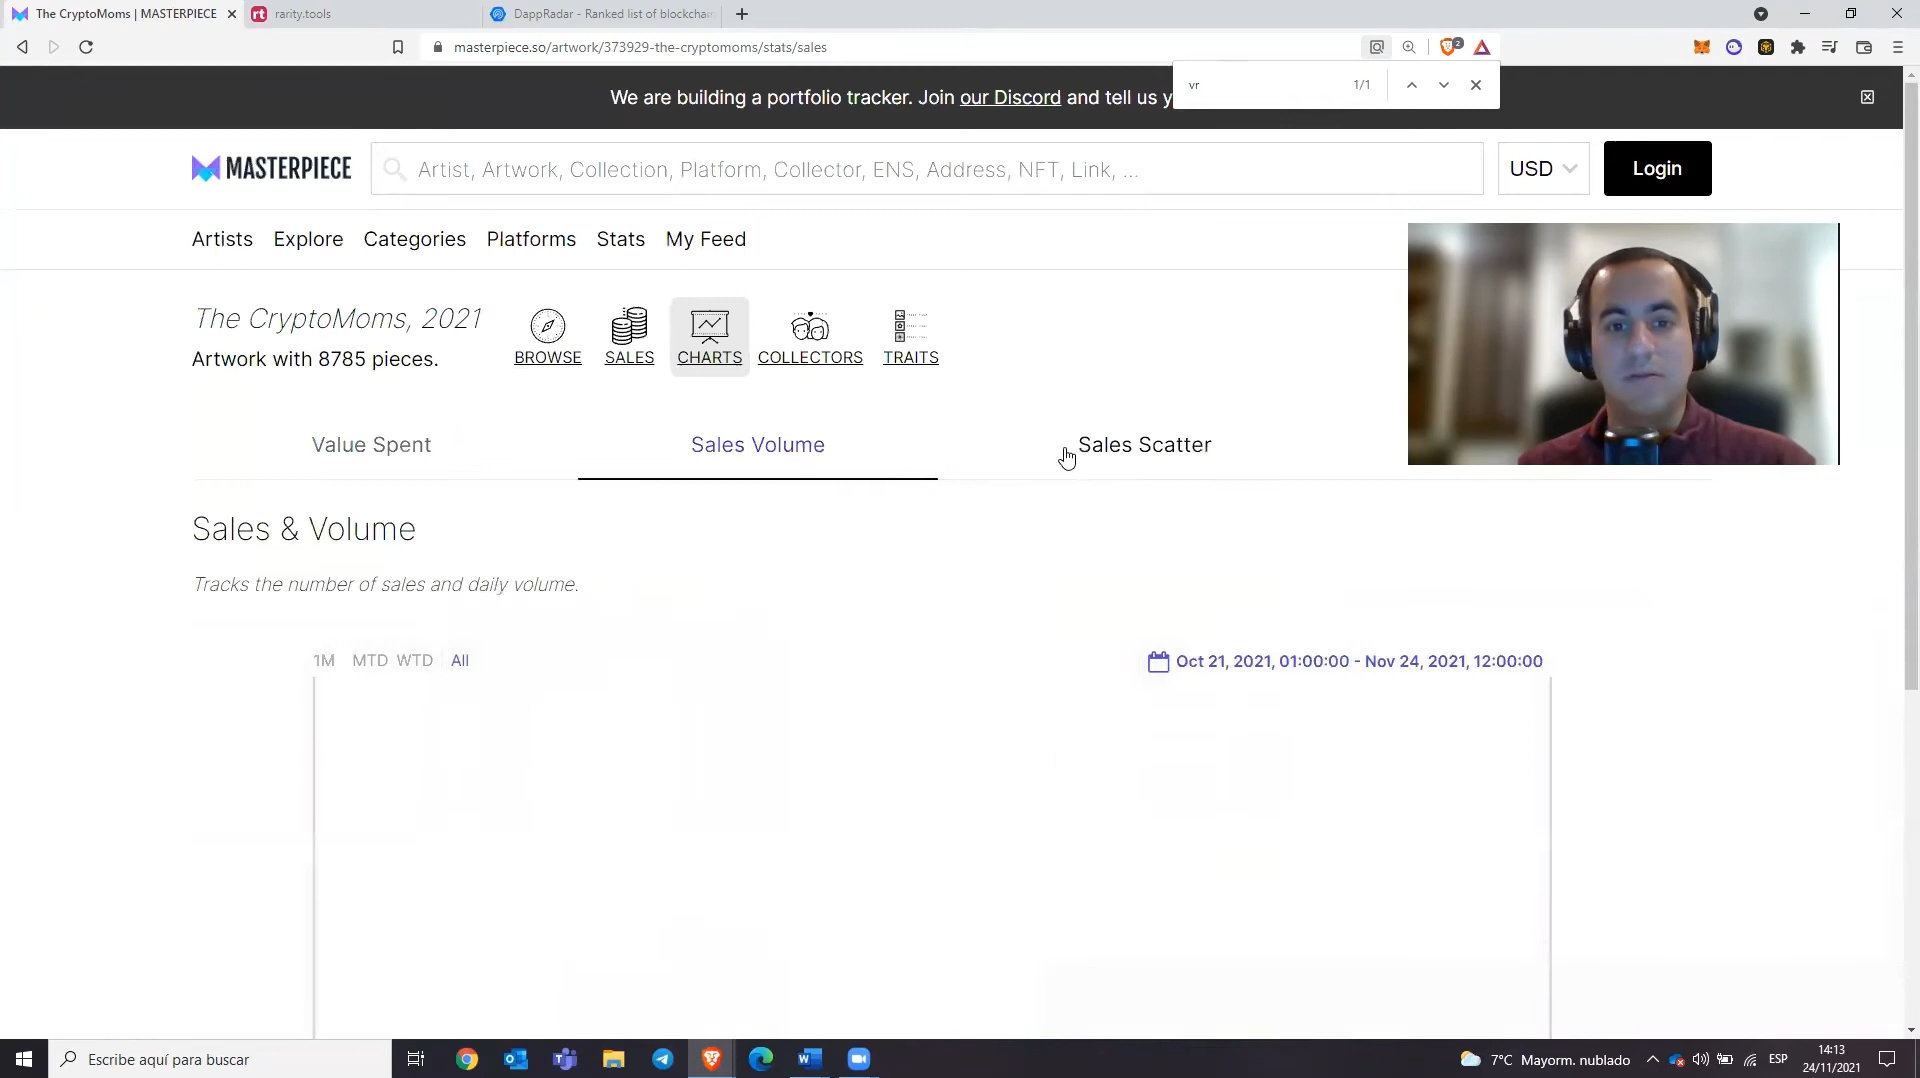 The CryptoMoms | MASTERPIECE
rt rarity.tools
DappRadar - Ranked list of blockchain
masterpiece.so/artwork/373929-the-cryptomoms/stats/sales
2
vr 1/1
We are building a portfolio tracker. Join our Discord and tell us y
MASTERPIECE
Artist, Artwork, Collection, Platform, Collector, ENS, Address, NFT, Link, ...
USD
Login
Artists Explore Categories Platforms Stats My Feed
The CryptoMoms, 2021
Artwork with 8785 pieces.
BROWSE SALES CHARTS COLLECTORS TRAITS
Value Spent Sales Volume Sales Scatter
Sales & Volume
Tracks the number of sales and daily volume.
1M MTD WTD All
Oct 21, 2021, 01:00:00 - Nov 24, 2021, 12:00:00
Escribe aquí para buscar
7°C Mayorm. nublado
ESP
14:13
24/11/2021